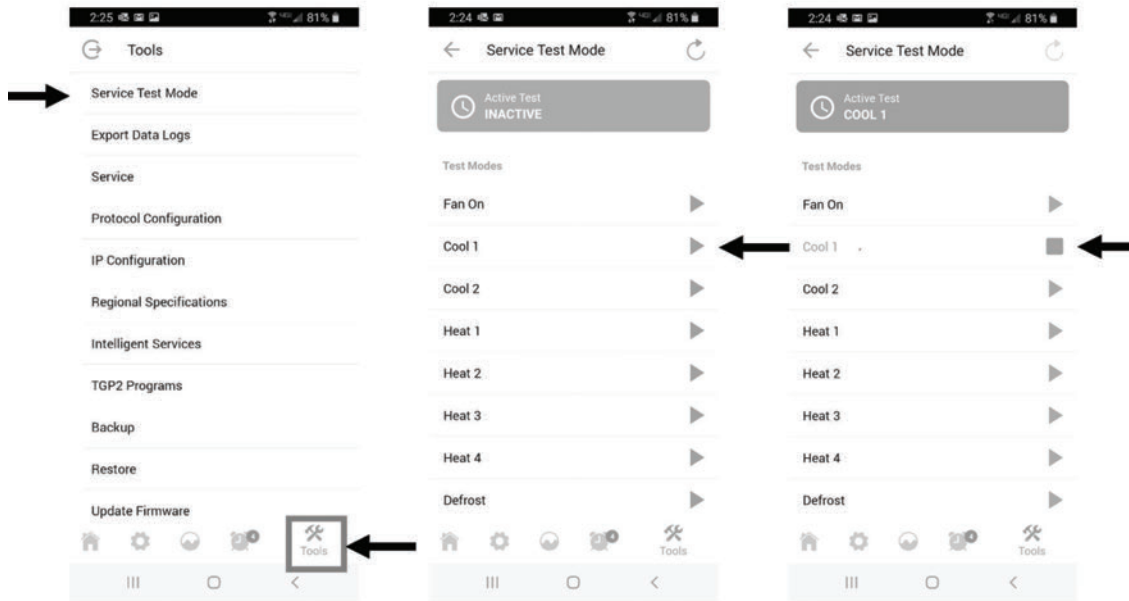 2:25 81%
Tools
Service Test Mode
Export Data Logs
Service
Protocol Configuration
IP Configuration
Regional Specifications
Intelligent Services
TGP2 Programs
Backup
Restore
Update Firmware
4
Tools
2:24 81%
Service Test Mode
Active Test
INACTIVE
Test Modes
Fan On
Cool 1
Cool 2
Heat 1
Heat 2
Heat 3
Heat 4
Defrost
4
Tools
2:24 81%
Service Test Mode
Active Test
COOL 1
Test Modes
Fan On
Cool 1
Cool 2
Heat 1
Heat 2
Heat 3
Heat 4
Defrost
4
Tools